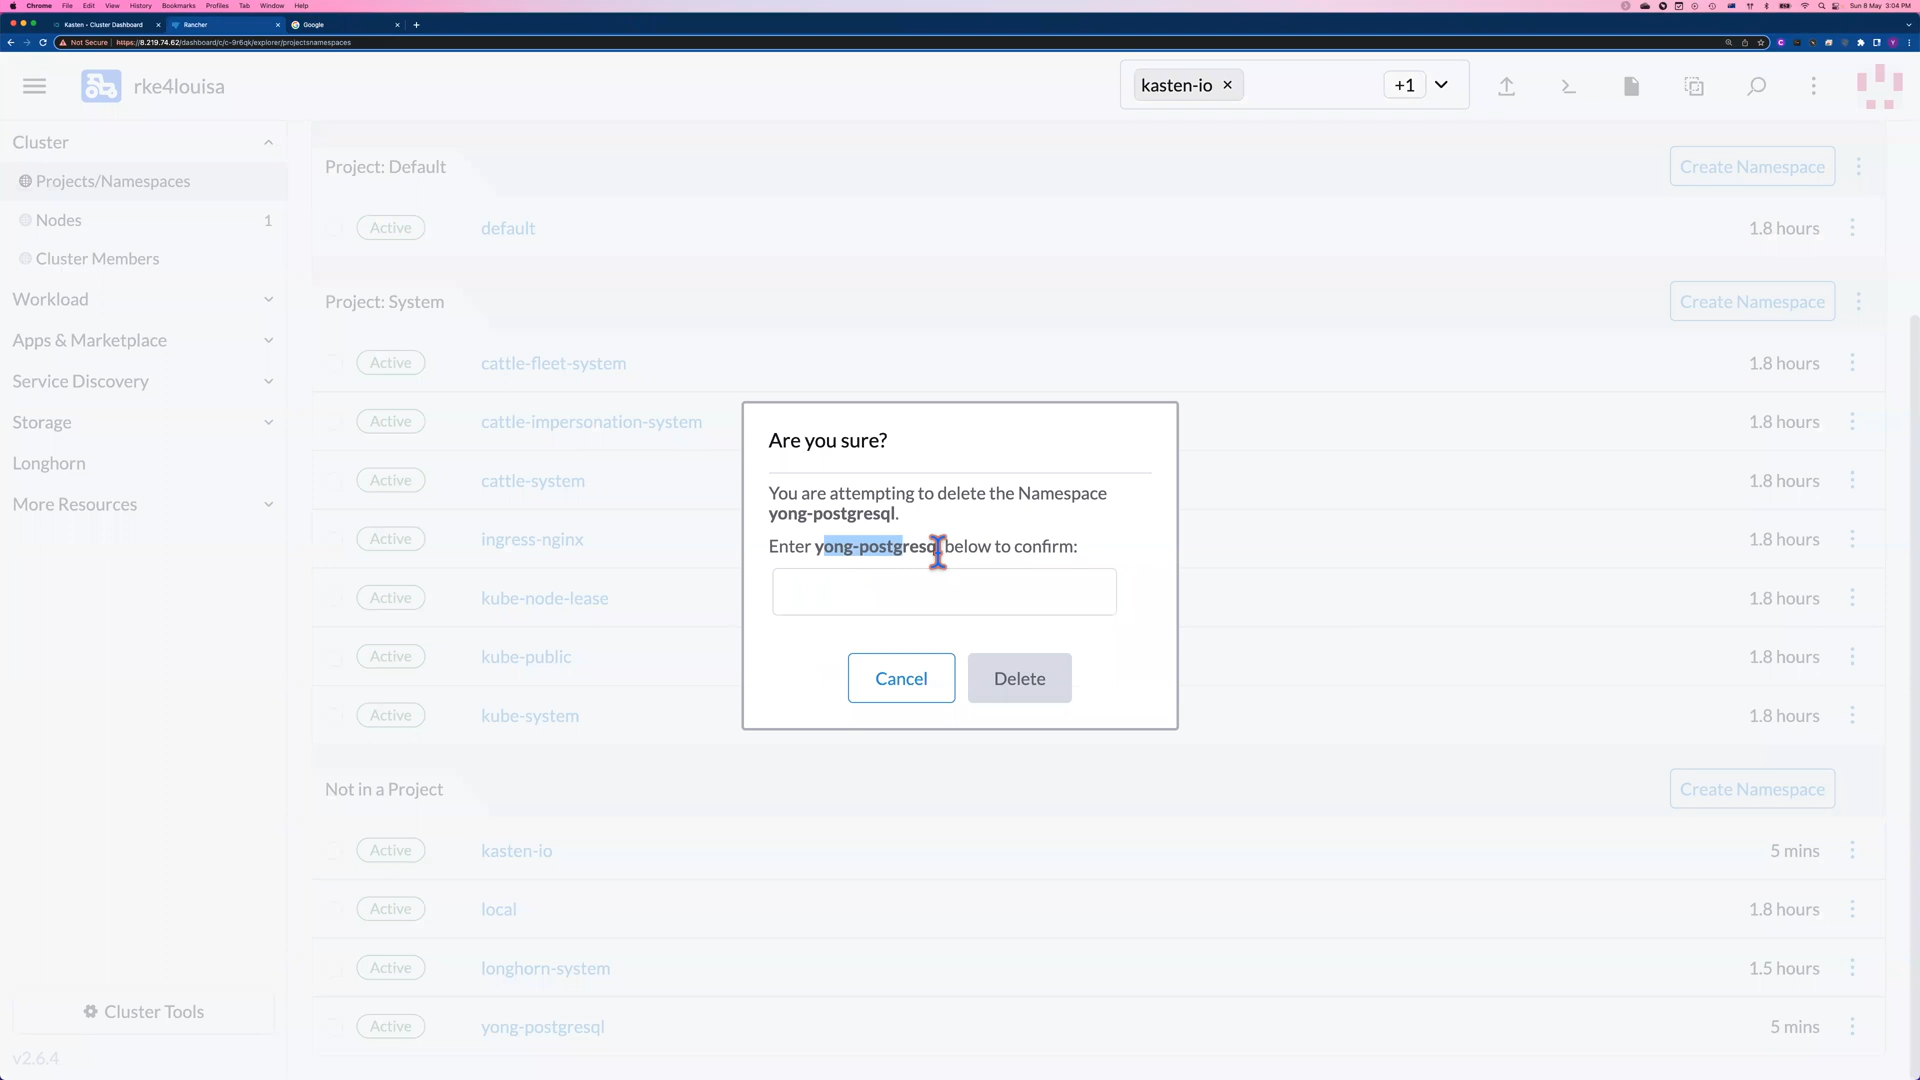 Chrome File Edit View History Bookmarks Profiles Tab Window Help
Sun 8 May 3:04 PM
Kasten - Cluster Dashboard
Rancher
Google
Not Secure https://8.219.74.62/dashboard/c/c-9r6qk/explorer/projectsnamespaces
rke4louisa
kasten-io
+1
Cluster
Projects/Namespaces
Nodes 1
Cluster Members
Workload
Apps & Marketplace
Service Discovery
Storage
Longhorn
More Resources
Cluster Tools
v2.6.4
Project: Default Create Namespace
Active default 1.8 hours
Project: System Create Namespace
Active cattle-fleet-system 1.8 hours
Active cattle-impersonation-system 1.8 hours
Active cattle-system 1.8 hours
Active ingress-nginx 1.8 hours
Active kube-node-lease 1.8 hours
Active kube-public 1.8 hours
Active kube-system 1.8 hours
Not in a Project Create Namespace
Active kasten-io 5 mins
Active local 1.8 hours
Active longhorn-system 1.5 hours
Active yong-postgresql 5 mins
Are you sure?
You are attempting to delete the Namespace
yong-postgresql.
Enter yong-postgresql below to confirm:
Cancel
Delete